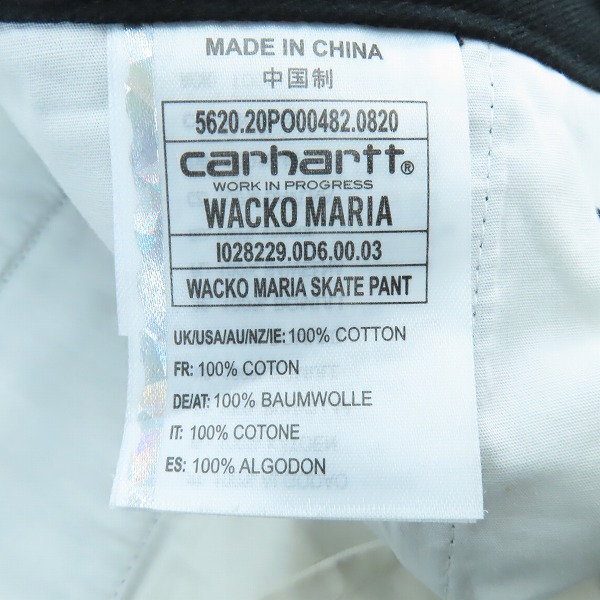 MADE IN CHINA
中国制
5620.20PO00482.0820
carhartt®
WORK IN PROGRESS
WACKO MARIA
I028229.0D6.00.03
WACKO MARIA SKATE PANT
UK/USA/AU/NZ/IE: 100% COTTON
FR: 100% COTON
DE/AT: 100% BAUMWOLLE
IT: 100% COTONE
ES: 100% ALGODON